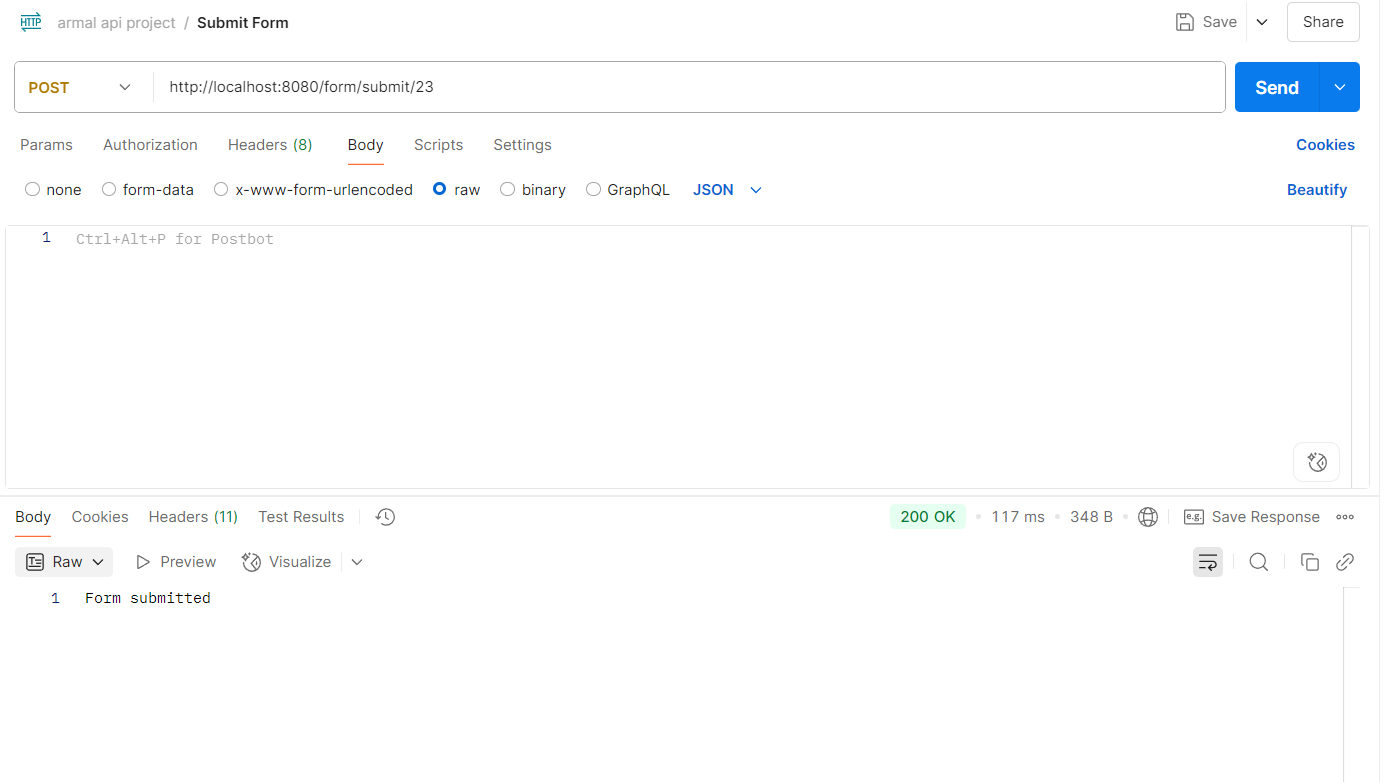 HTTP armal api project / Submit Form Save Share
POST http://localhost:8080/form/submit/23 Send
Params Authorization Headers (8) Body Scripts Settings Cookies
none form-data x-www-form-urlencoded raw binary GraphQL JSON Beautify
1 Ctrl+Alt+P for Postbot
Body Cookies Headers (11) Test Results 200 OK • 117 ms • 348 B • e.g. Save Response
Raw Preview Visualize
1 Form submitted